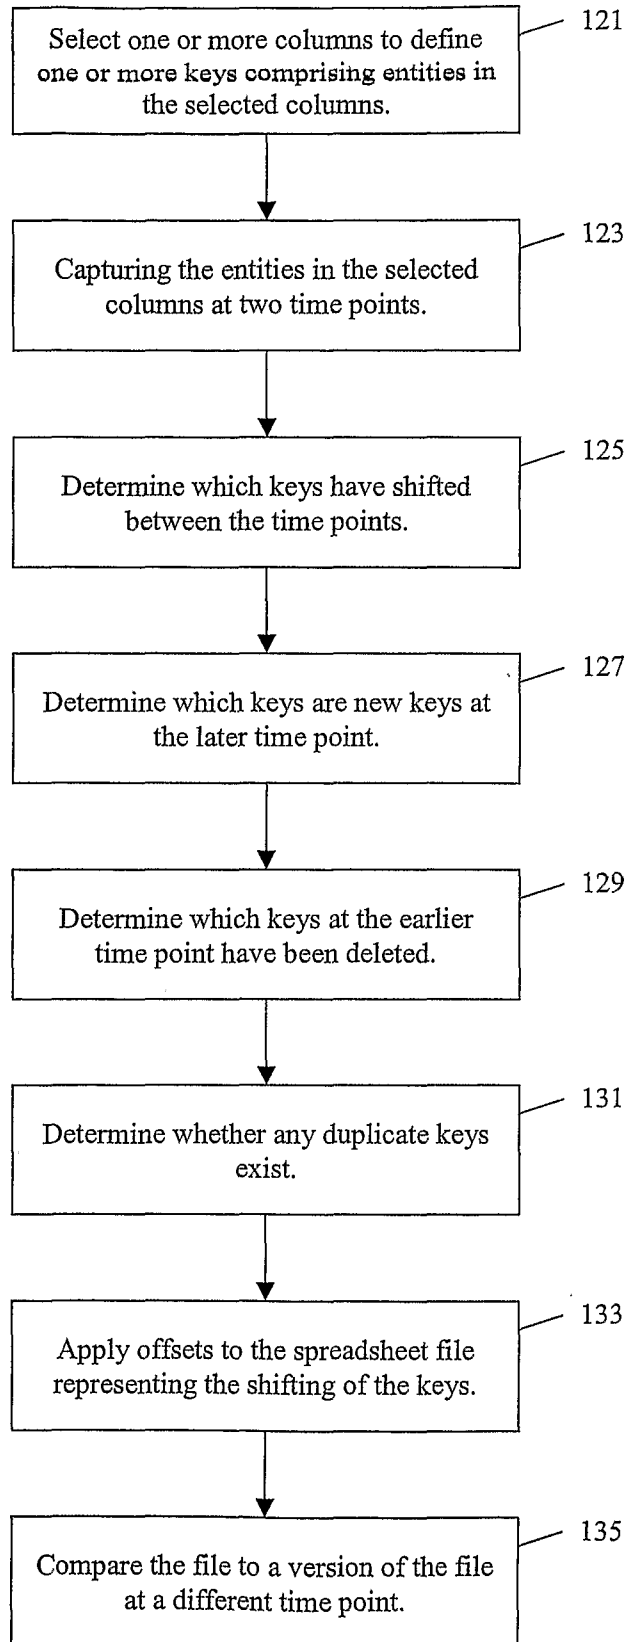 Select one or more columns to define
one or more keys comprising entities in
the selected columns.
121
Capturing the entities in the selected
columns at two time points.
123
Determine which keys have shifted
between the time points.
125
Determine which keys are new keys at
the later time point.
127
Determine which keys at the earlier
time point have been deleted.
129
Determine whether any duplicate keys
exist.
131
Apply offsets to the spreadsheet file
representing the shifting of the keys.
133
Compare the file to a version of the file
at a different time point.
135